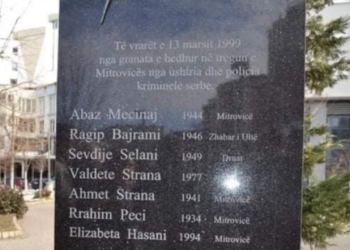 Të vrarët e 13 marsit 1999
nga granata e hedhur në tregun e
Mitrovicës nga ushtria dhe policia
kriminele serbe.
Abaz Mecinaj 1944 Mitrovicë
Ragip Bajrami 1946 Zhabar i Ultë
Sevdije Selani 1949
Valdete Strana 1977
Ahmet Strana 1941 Mitrovicë
Rrahim Peci 1934 Mitrovicë
Elizabeta Hasani 1994 Mitrovicë